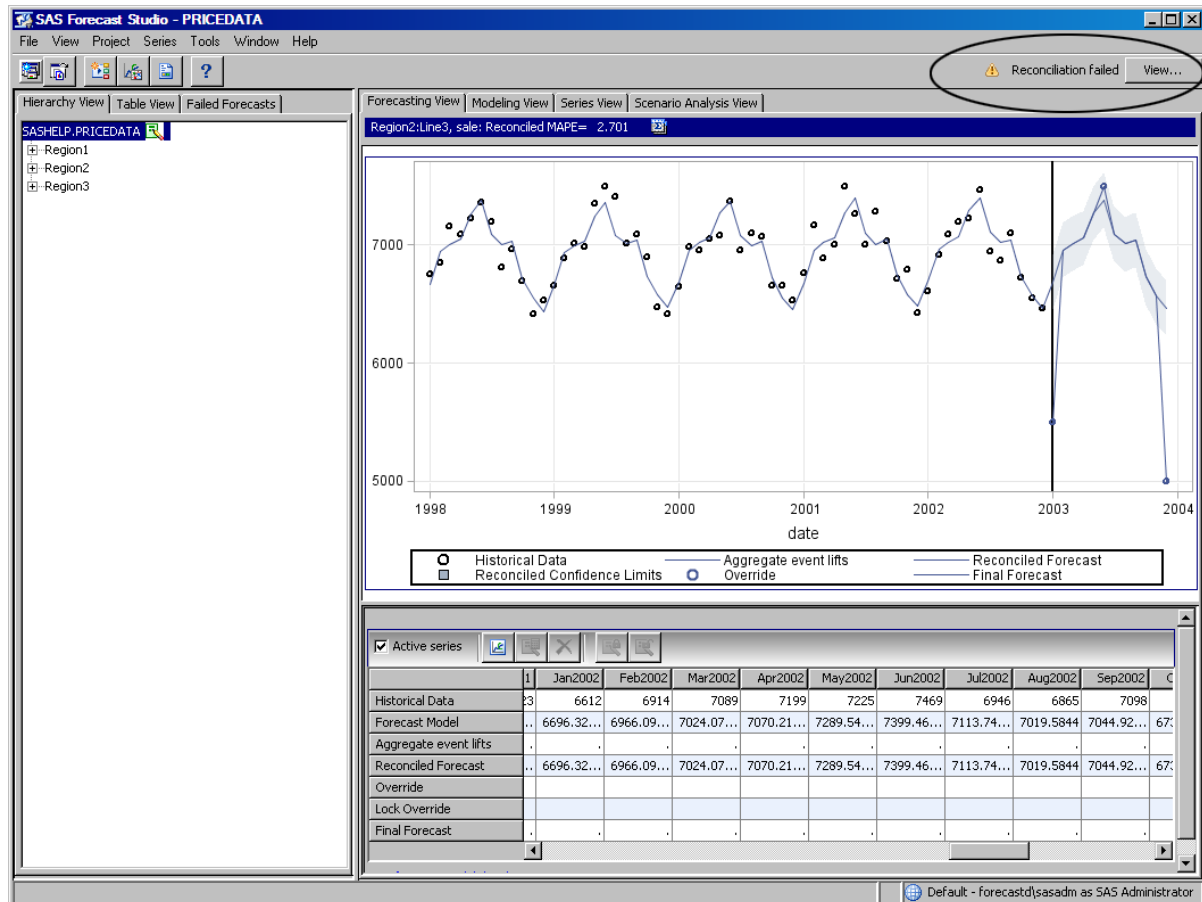 SAS Forecast Studio - PRICEDATA
File View Project Series Tools Window Help
Reconciliation failed View...
Hierarchy View Table View Failed Forecasts
SASHELP.PRICEDATA
Region1
Region2
Region3
Forecasting View Modeling View Series View Scenario Analysis View
Region2:Line3, sale: Reconciled MAPE= 2.701
7000
6000
5000
1998 1999 2000 2001 2002 2003 2004
date
Historical Data Aggregate event lifts Reconciled Forecast
Reconciled Confidence Limits Override Final Forecast
Active series
1 Jan2002 Feb2002 Mar2002 Apr2002 May2002 Jun2002 Jul2002 Aug2002 Sep2002
Historical Data 23 6612 6914 7089 7199 7225 7469 6946 6865 7098
Forecast Model .. 6696.32... 6966.09... 7024.07... 7070.21... 7289.54... 7399.46... 7113.74... 7019.5844 7044.92... 67
Aggregate event lifts . . . . . . . . . .
Reconciled Forecast .. 6696.32... 6966.09... 7024.07... 7070.21... 7289.54... 7399.46... 7113.74... 7019.5844 7044.92... 67
Override
Lock Override
Final Forecast . . . . . . . . . .
Default - forecastd\sasadm as SAS Administrator